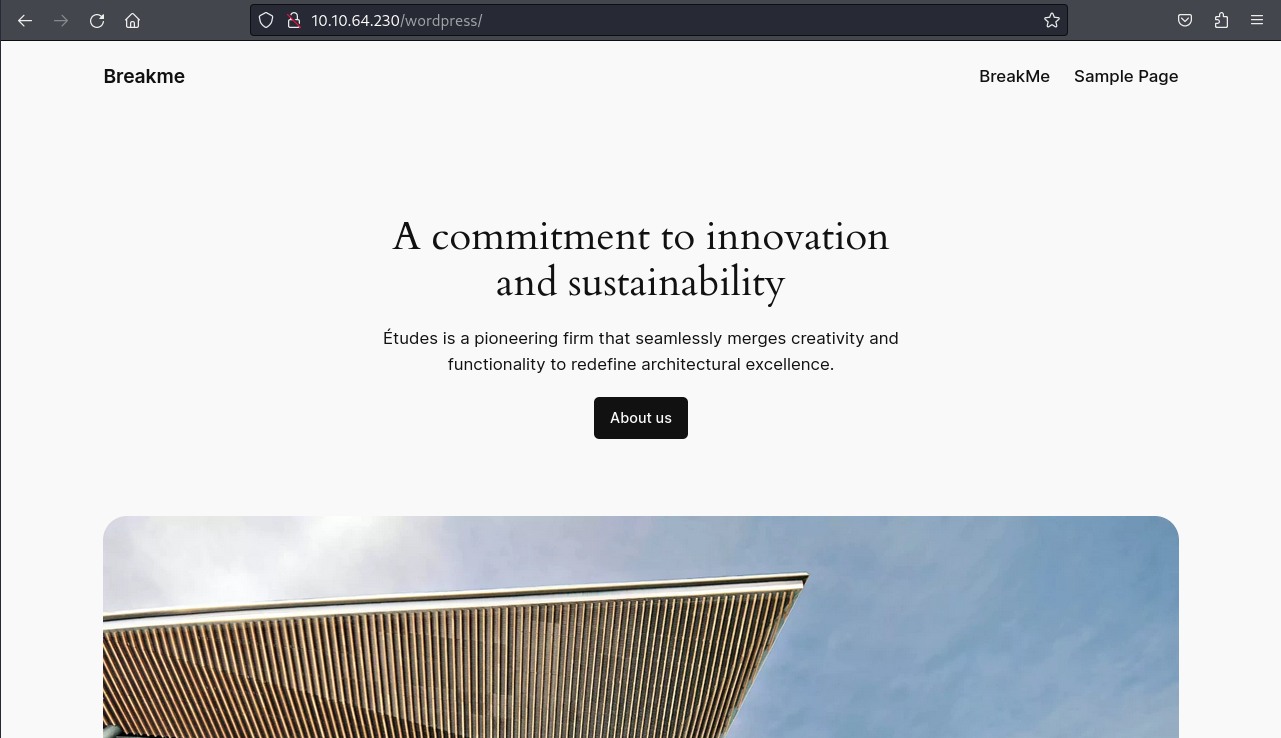 10.10.64.230/wordpress/
Breakme
BreakMe Sample Page
A commitment to innovation
and sustainability
Études is a pioneering firm that seamlessly merges creativity and
functionality to redefine architectural excellence.
About us